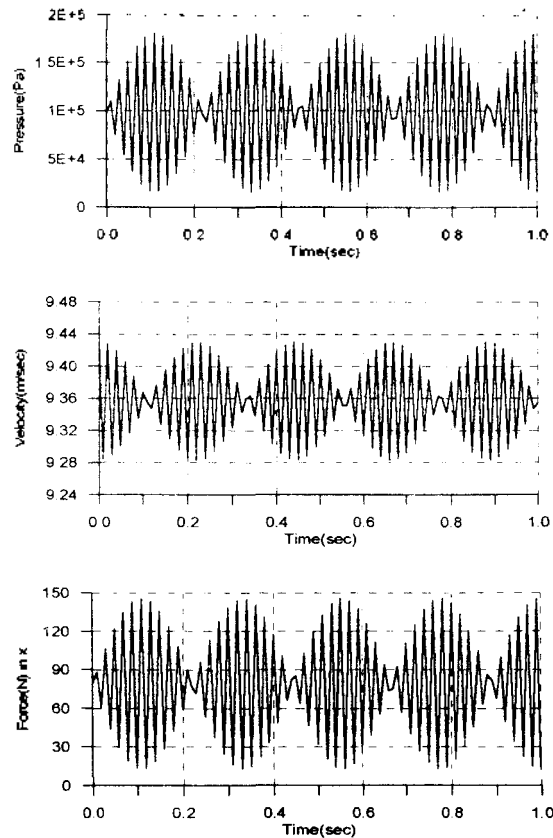 2E+5
1.5E+5
1E+5
5E+4
0
Pressure(Pa)
0.0 0.2 0.4 0.6 0.8 1.0
Time(sec)
9.48
9.44
9.40
9.36
9.32
9.28
9.24
Velocity(m/sec)
0.0 0.2 0.4 0.6 0.8 1.0
Time(sec)
150
120
90
60
30
0
Force(N) in x
0.0 0.2 0.4 0.6 0.8 1.0
Time(sec)